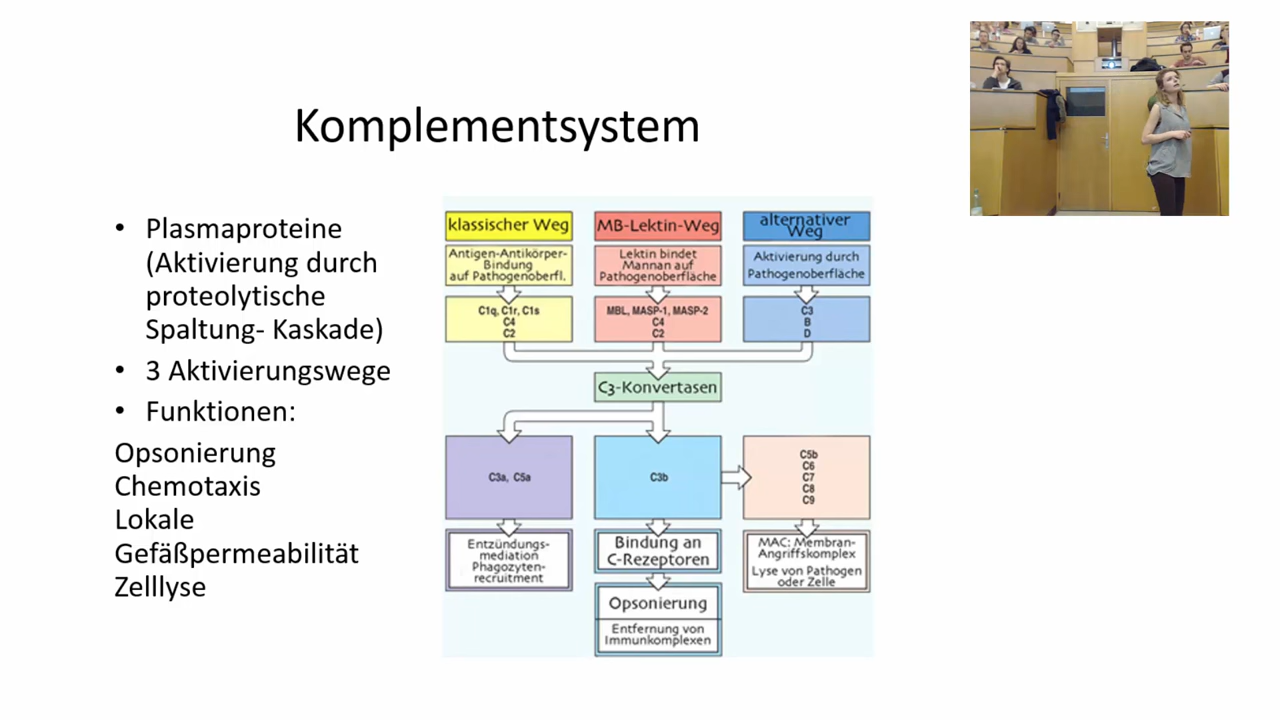 Komplementsystem
• Plasmaproteine
(Aktivierung durch
proteolytische
Spaltung- Kaskade)
• 3 Aktivierungswege
• Funktionen:
Opsonierung
Chemotaxis
Lokale
Gefäßpermeabilität
Zelllyse
klassischer Weg
MB-Lektin-Weg
alternativer
Weg
Antigen-Antikörper-
Bindung
auf Pathogenoberfl.
Lektin bindet
Mannan auf
Pathogenoberfläche
Aktivierung durch
Pathogenoberfläche
C1q, C1r, C1s
C4
C2
MBL, MASP-1, MASP-2
C4
C2
C3
B
D
C3-Konvertasen
C3a, C5a
C3b
C5b
C6
C7
C8
C9
Entzündungs-
mediation
Phagozyten-
recruitment
Bindung an
C-Rezeptoren
Opsonierung
Entfernung von
Immunkomplexen
MAC: Membran-
Angriffskomplex
Lyse von Pathogen
oder Zelle